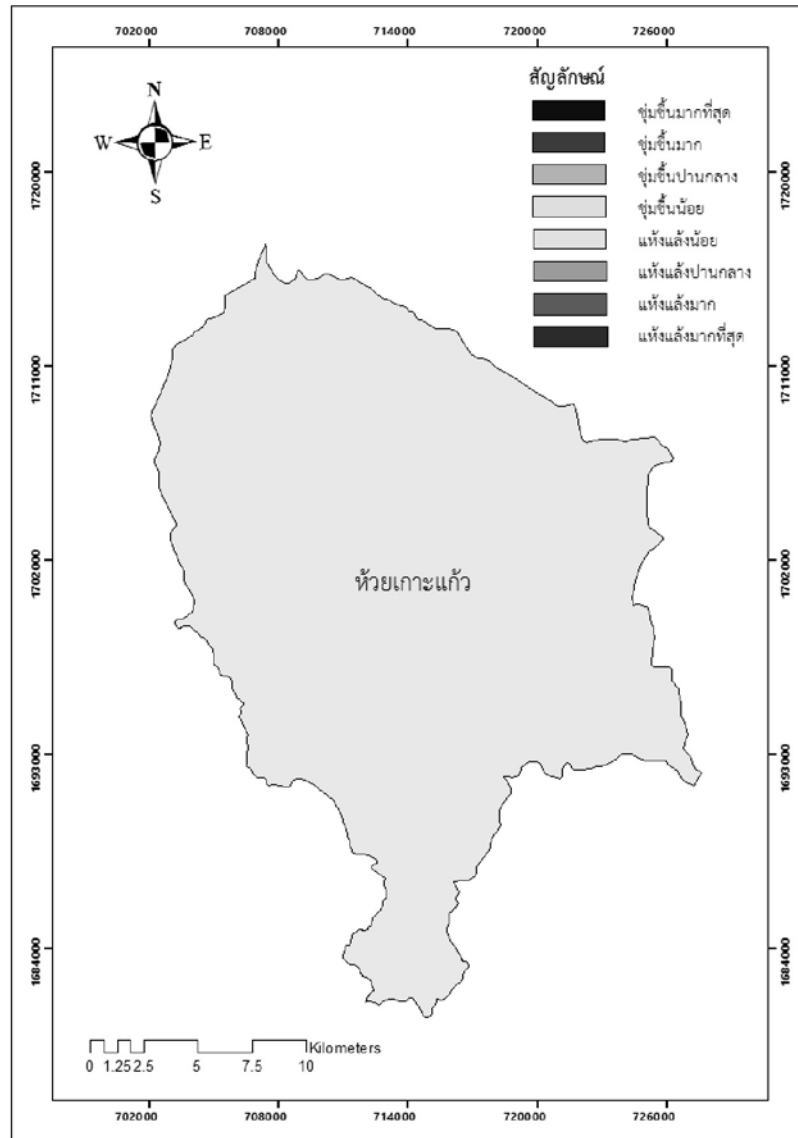 702000 708000 714000 720000 726000
N
W E
S
สัญลักษณ์
ชุ่มชื้นมากที่สุด
ชุ่มชื้นมาก
ชุ่มชื้นปานกลาง
ชุ่มชื้นน้อย
แห้งแล้งน้อย
แห้งแล้งปานกลาง
แห้งแล้งมาก
แห้งแล้งมากที่สุด
1720000 1720000
1711000 1711000
1702000 1702000
ห้วยเกาะแก้ว
1693000 1693000
1684000 1684000
Kilometers
0 1.25 2.5 5 7.5 10
702000 708000 714000 720000 726000